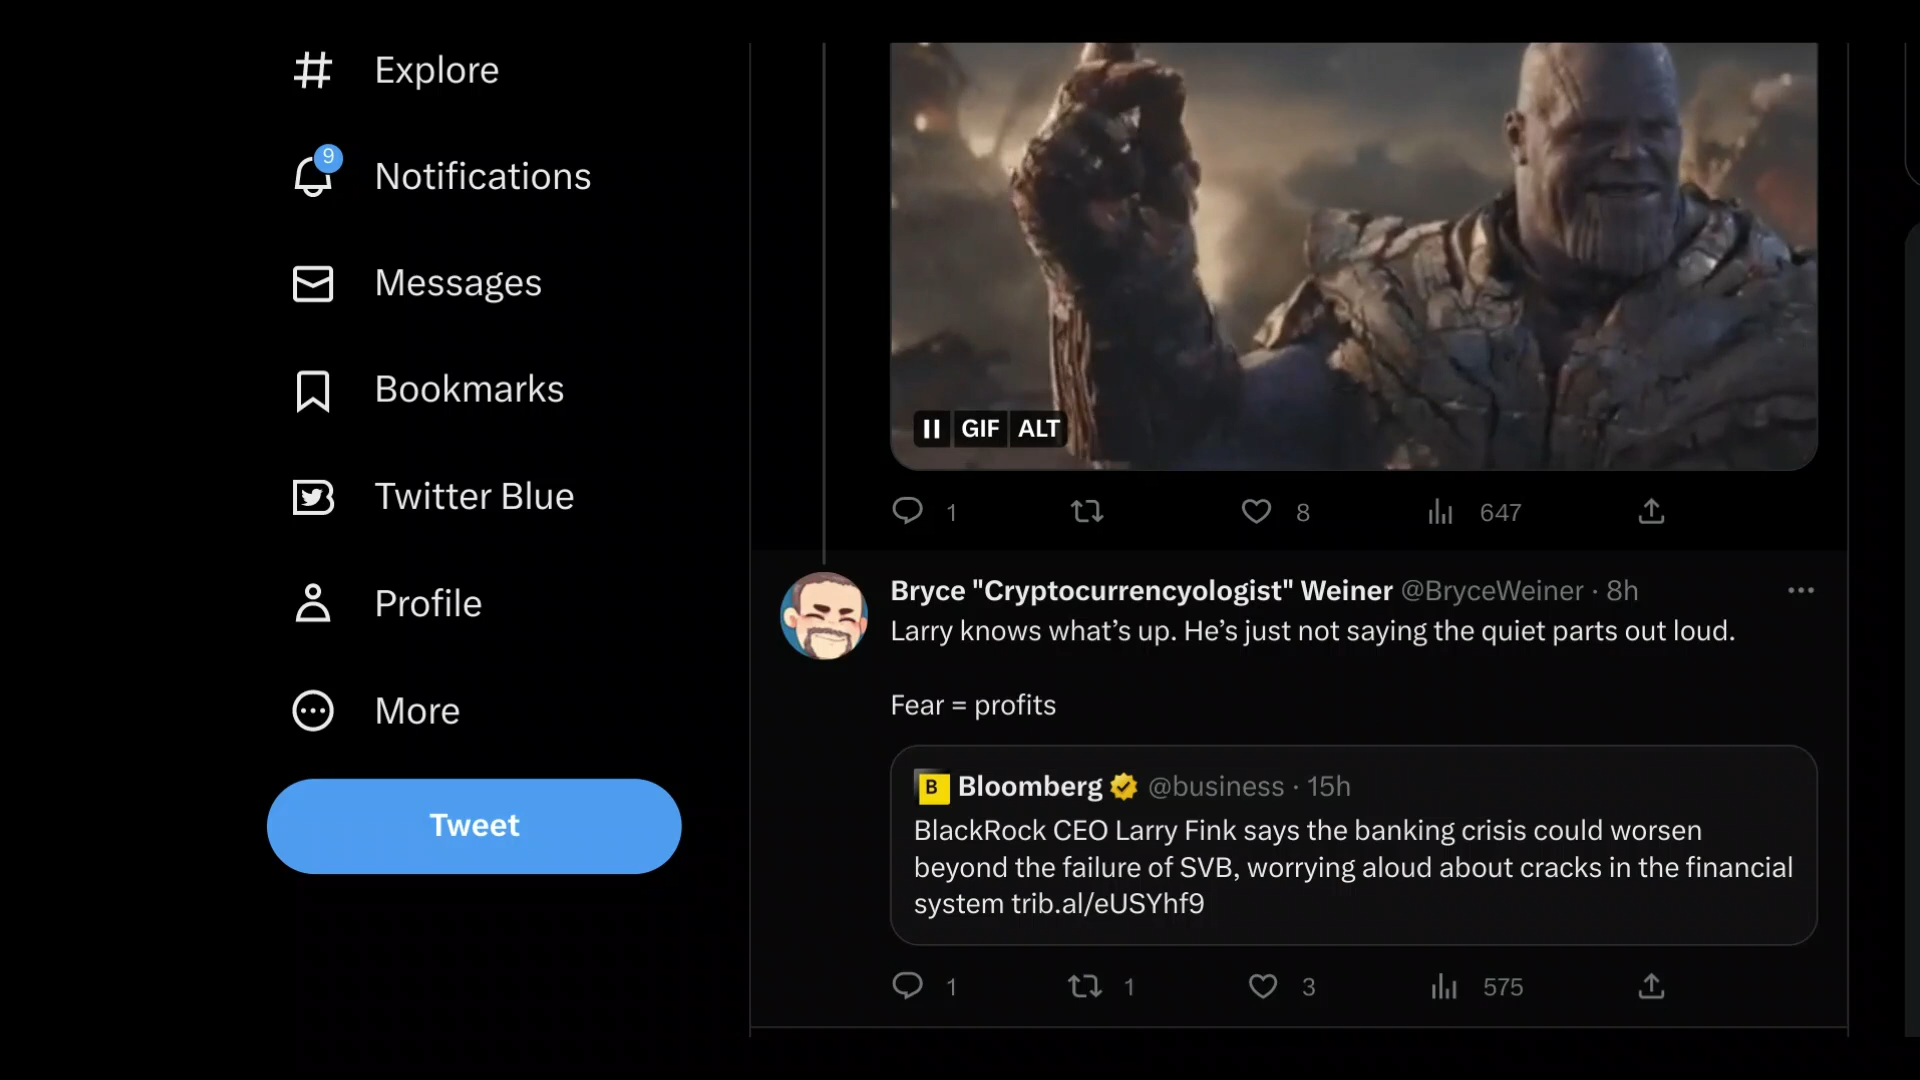 Explore
9
Notifications
Messages
Bookmarks
Twitter Blue
Profile
More
Tweet
GIF ALT
1 8 647
Bryce "Cryptocurrencyologist" Weiner @BryceWeiner · 8h
Larry knows what’s up. He’s just not saying the quiet parts out loud.
Fear = profits
B Bloomberg @business · 15h
BlackRock CEO Larry Fink says the banking crisis could worsen
beyond the failure of SVB, worrying aloud about cracks in the financial
system trib.al/eUSYhf9
1 1 3 575